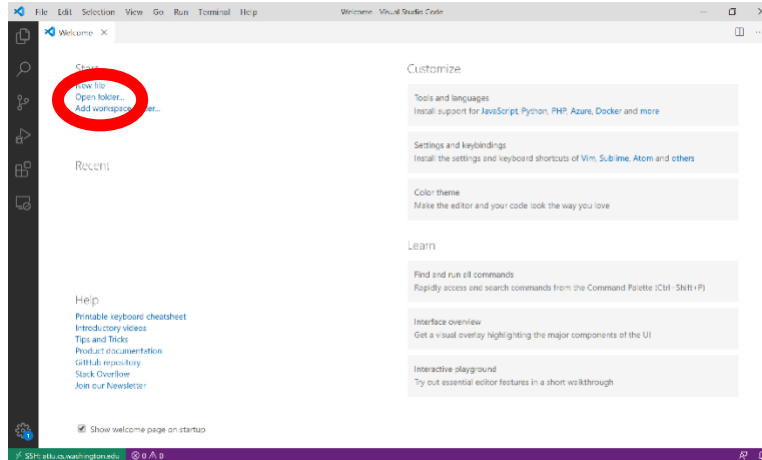 File Edit Selection View Go Run Terminal Help Welcome - Visual Studio Code
Welcome
Start
New file
Open folder...
Add workspace
Recent
Help
Printable keyboard cheatsheet
Introductory videos
Tips and Tricks
Product documentation
GitHub repository
Stack Overflow
Join our Newsletter
Show welcome page on startup
Customize
Tools and languages
Install support for JavaScript, Python, PHP, Azure, Docker and more
Settings and keybindings
Install the settings and keyboard shortcuts of Vim, Sublime, Atom and others
Color theme
Make the editor and your code look the way you love
Learn
Find and run all commands
Rapidly access and search commands from the Command Palette (Ctrl+Shift+P)
Interface overview
Get a visual overlay highlighting the major components of the UI
Interactive playground
Try out essential editor features in a short walkthrough
1
SSH: attu.cs.washington.edu 0 0